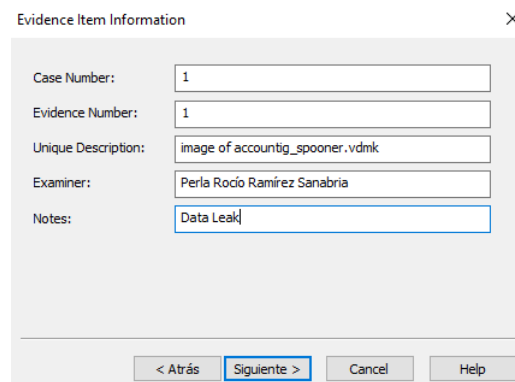 Evidence Item Information
Case Number: 1
Evidence Number: 1
Unique Description: image of accountig_spooner.vdmk
Examiner: Perla Rocío Ramírez Sanabria
Notes: Data Leak
< Atrás Siguiente > Cancel Help